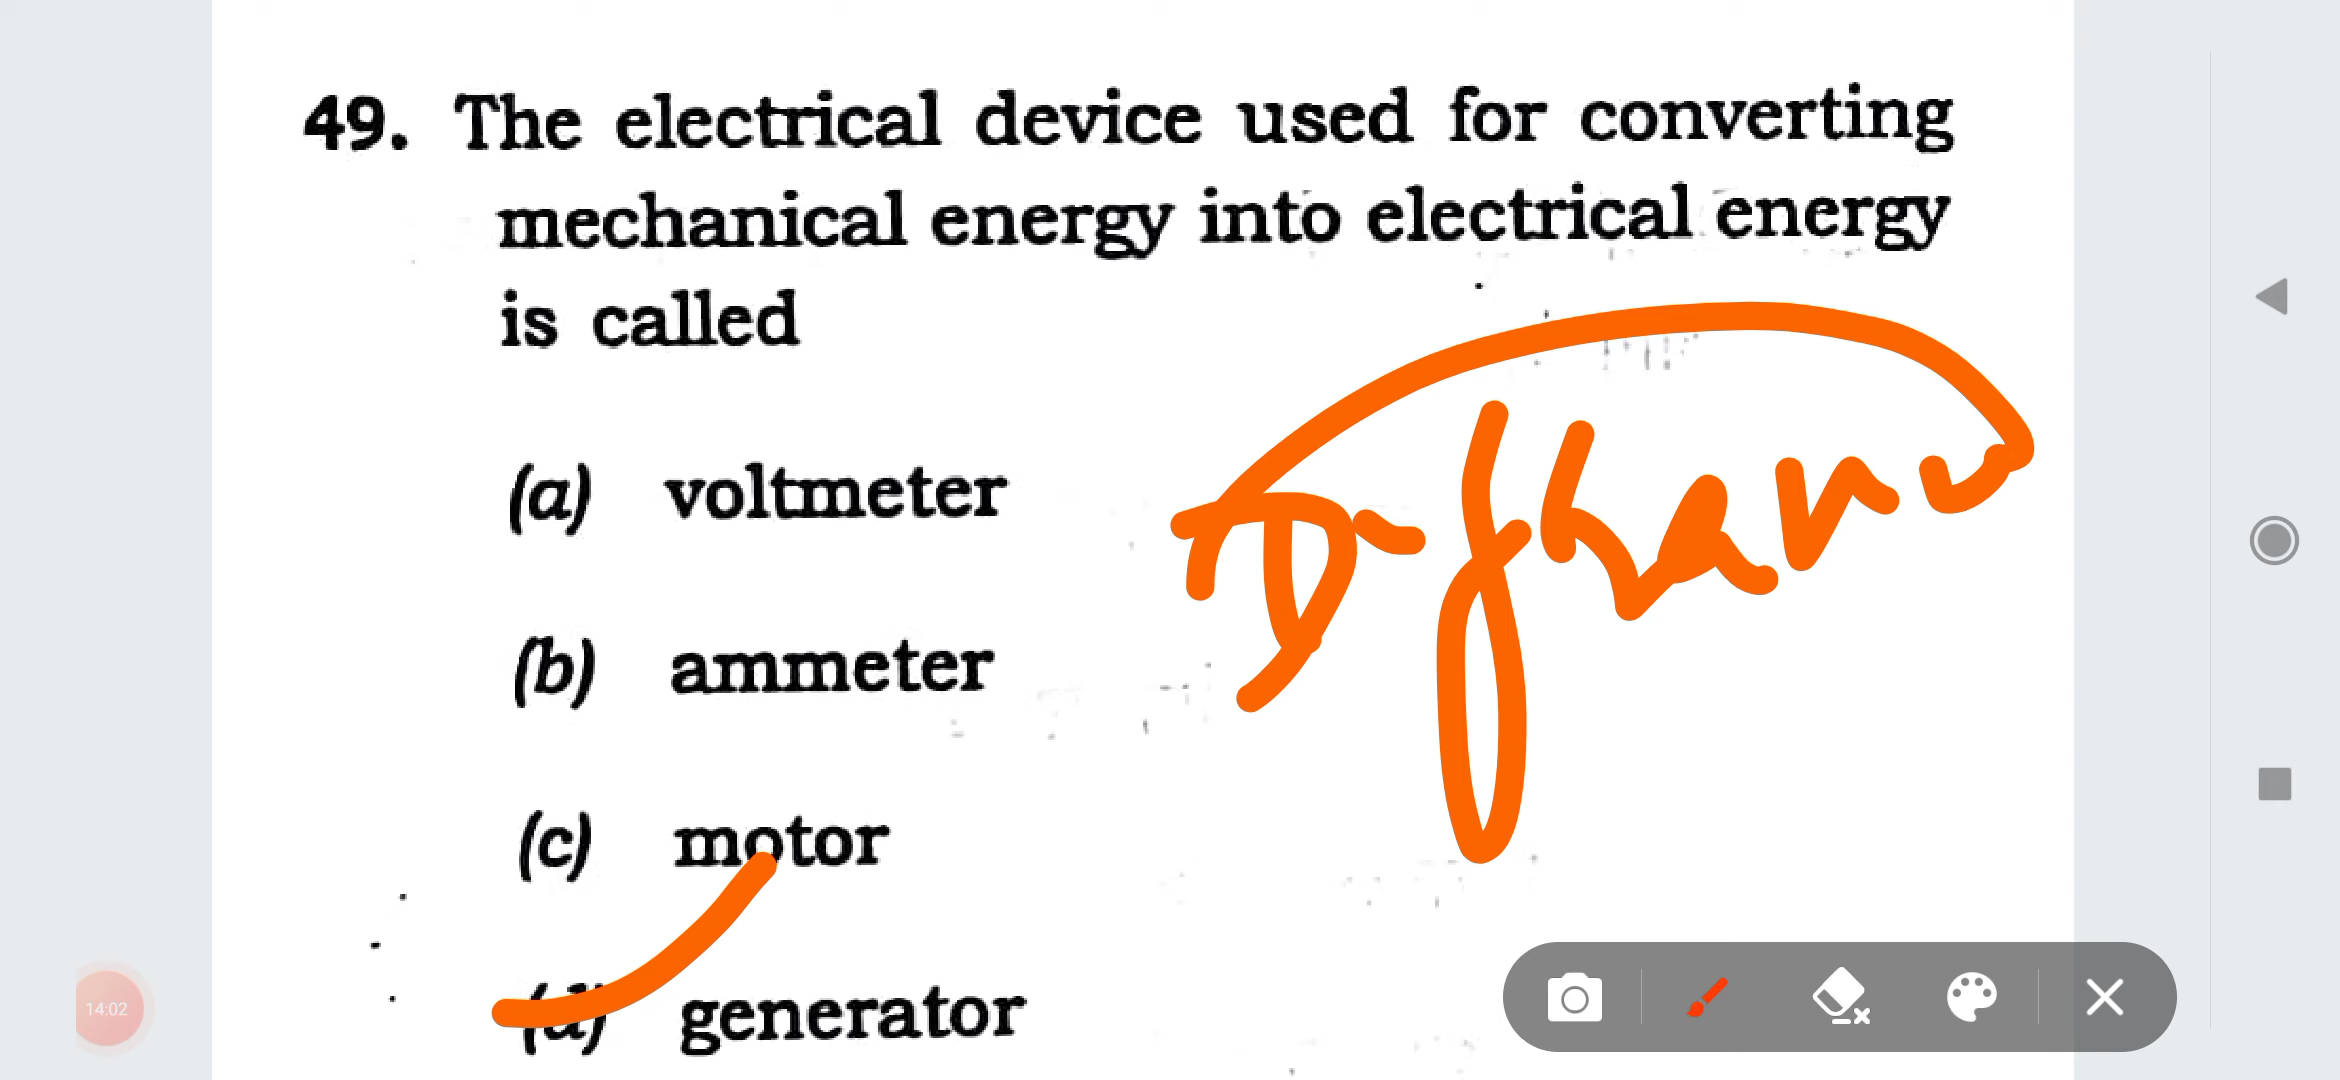 49. The electrical device used for converting
mechanical energy into electrical energy
is called
(a) voltmeter
(b) ammeter
(c) motor
(d) generator
14:02